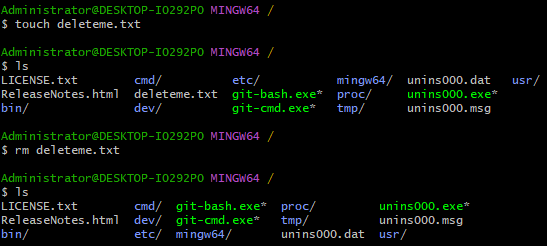 Administrator@DESKTOP-IO292PO MINGW64 /
$ touch deleteme.txt
Administrator@DESKTOP-IO292PO MINGW64 /
$ ls
LICENSE.txt cmd/ etc/ mingw64/ unins000.dat usr/
ReleaseNotes.html deleteme.txt git-bash.exe* proc/ unins000.exe*
bin/ dev/ git-cmd.exe* tmp/ unins000.msg
Administrator@DESKTOP-IO292PO MINGW64 /
$ rm deleteme.txt
Administrator@DESKTOP-IO292PO MINGW64 /
$ ls
LICENSE.txt cmd/ git-bash.exe* proc/ unins000.exe*
ReleaseNotes.html dev/ git-cmd.exe* tmp/ unins000.msg
bin/ etc/ mingw64/ unins000.dat usr/